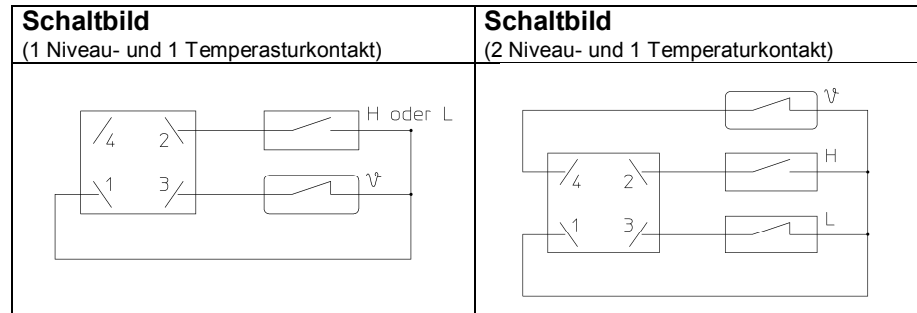 Schaltbild
(1 Niveau- und 1 Temperasturkontakt)
H oder L
4 2
1 3 ϑ
Schaltbild
(2 Niveau- und 1 Temperaturkontakt)
ϑ
H
4 2
1 3 L